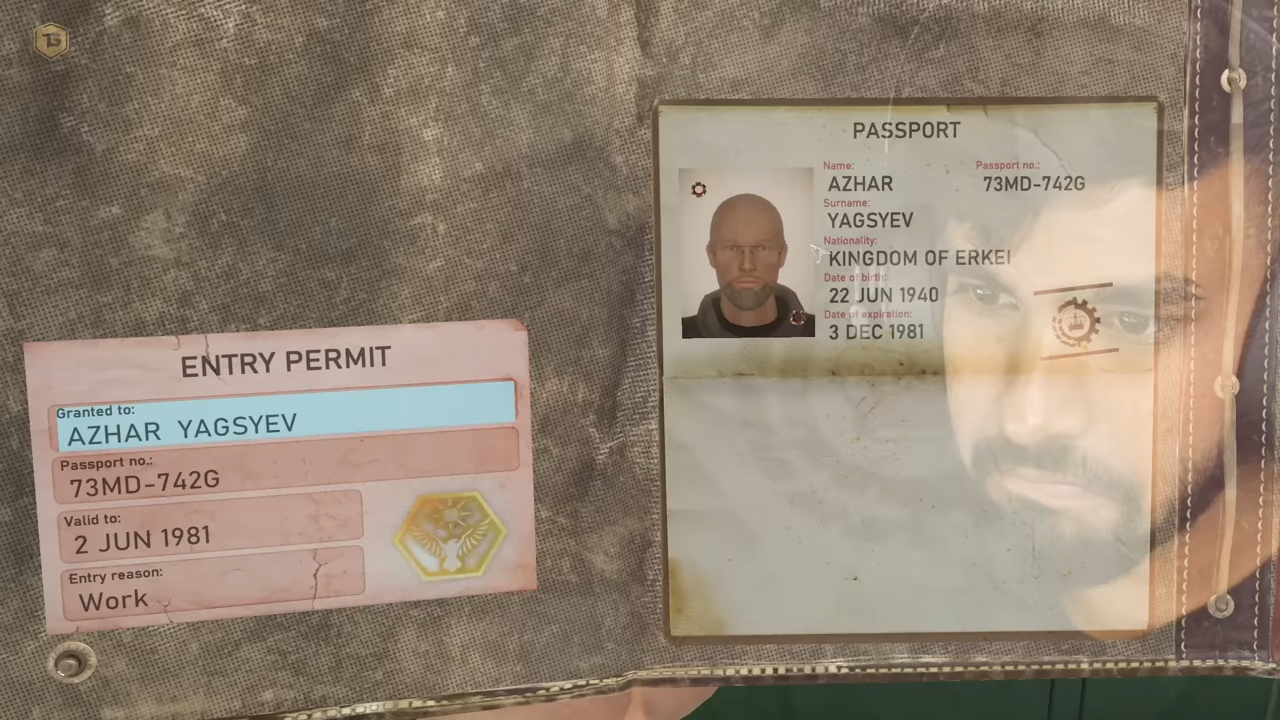 TG
ENTRY PERMIT
Granted to:
AZHAR YAGSYEV
Passport no.:
73MD-742G
Valid to:
2 JUN 1981
Entry reason:
Work
PASSPORT
Name:
AZHAR
Passport no.:
73MD-742G
Surname:
YAGSYEV
Nationality:
KINGDOM OF ERKEI
Date of birth:
22 JUN 1940
Date of expiration:
3 DEC 1981